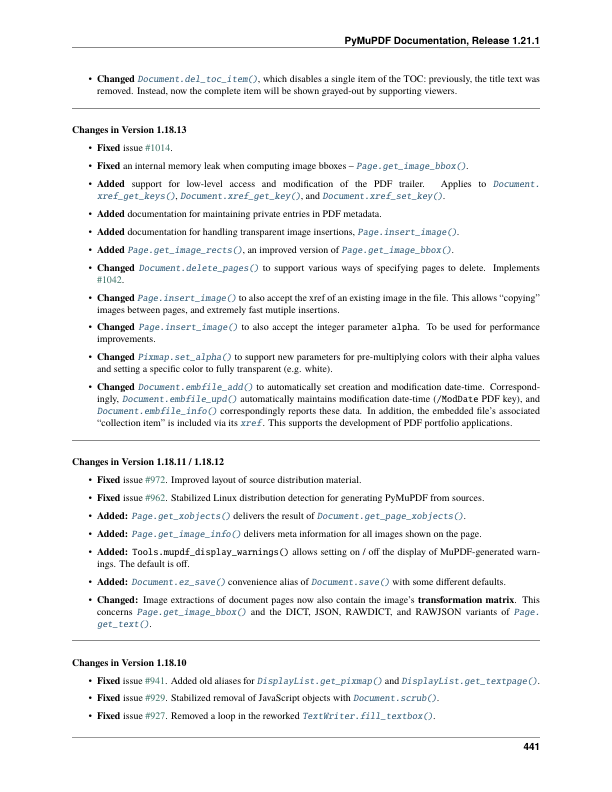 PyMuPDF Documentation, Release 1.21.1
• Changed Document.del_toc_item(), which disables a single item of the TOC: previously, the title text was
removed. Instead, now the complete item will be shown grayed-out by supporting viewers.
Changes in Version 1.18.13
• Fixed issue #1014.
• Fixed an internal memory leak when computing image bboxes – Page.get_image_bbox().
• Added support for low-level access and modification of the PDF trailer. Applies to Document.
xref_get_keys(), Document.xref_get_key(), and Document.xref_set_key().
• Added documentation for maintaining private entries in PDF metadata.
• Added documentation for handling transparent image insertions, Page.insert_image().
• Added Page.get_image_rects(), an improved version of Page.get_image_bbox().
• Changed Document.delete_pages() to support various ways of specifying pages to delete. Implements
#1042.
• Changed Page.insert_image() to also accept the xref of an existing image in the file. This allows “copying”
images between pages, and extremely fast mutiple insertions.
• Changed Page.insert_image() to also accept the integer parameter alpha. To be used for performance
improvements.
• Changed Pixmap.set_alpha() to support new parameters for pre-multiplying colors with their alpha values
and setting a specific color to fully transparent (e.g. white).
• Changed Document.embfile_add() to automatically set creation and modification date-time. Correspond-
ingly, Document.embfile_upd() automatically maintains modification date-time (/ModDate PDF key), and
Document.embfile_info() correspondingly reports these data. In addition, the embedded file’s associated
“collection item” is included via its xref. This supports the development of PDF portfolio applications.
Changes in Version 1.18.11 / 1.18.12
• Fixed issue #972. Improved layout of source distribution material.
• Fixed issue #962. Stabilized Linux distribution detection for generating PyMuPDF from sources.
• Added: Page.get_xobjects() delivers the result of Document.get_page_xobjects().
• Added: Page.get_image_info() delivers meta information for all images shown on the page.
• Added: Tools.mupdf_display_warnings() allows setting on / off the display of MuPDF-generated warn-
ings. The default is off.
• Added: Document.ez_save() convenience alias of Document.save() with some different defaults.
• Changed: Image extractions of document pages now also contain the image’s transformation matrix. This
concerns Page.get_image_bbox() and the DICT, JSON, RAWDICT, and RAWJSON variants of Page.
get_text().
Changes in Version 1.18.10
• Fixed issue #941. Added old aliases for DisplayList.get_pixmap() and DisplayList.get_textpage().
• Fixed issue #929. Stabilized removal of JavaScript objects with Document.scrub().
• Fixed issue #927. Removed a loop in the reworked TextWriter.fill_textbox().
441